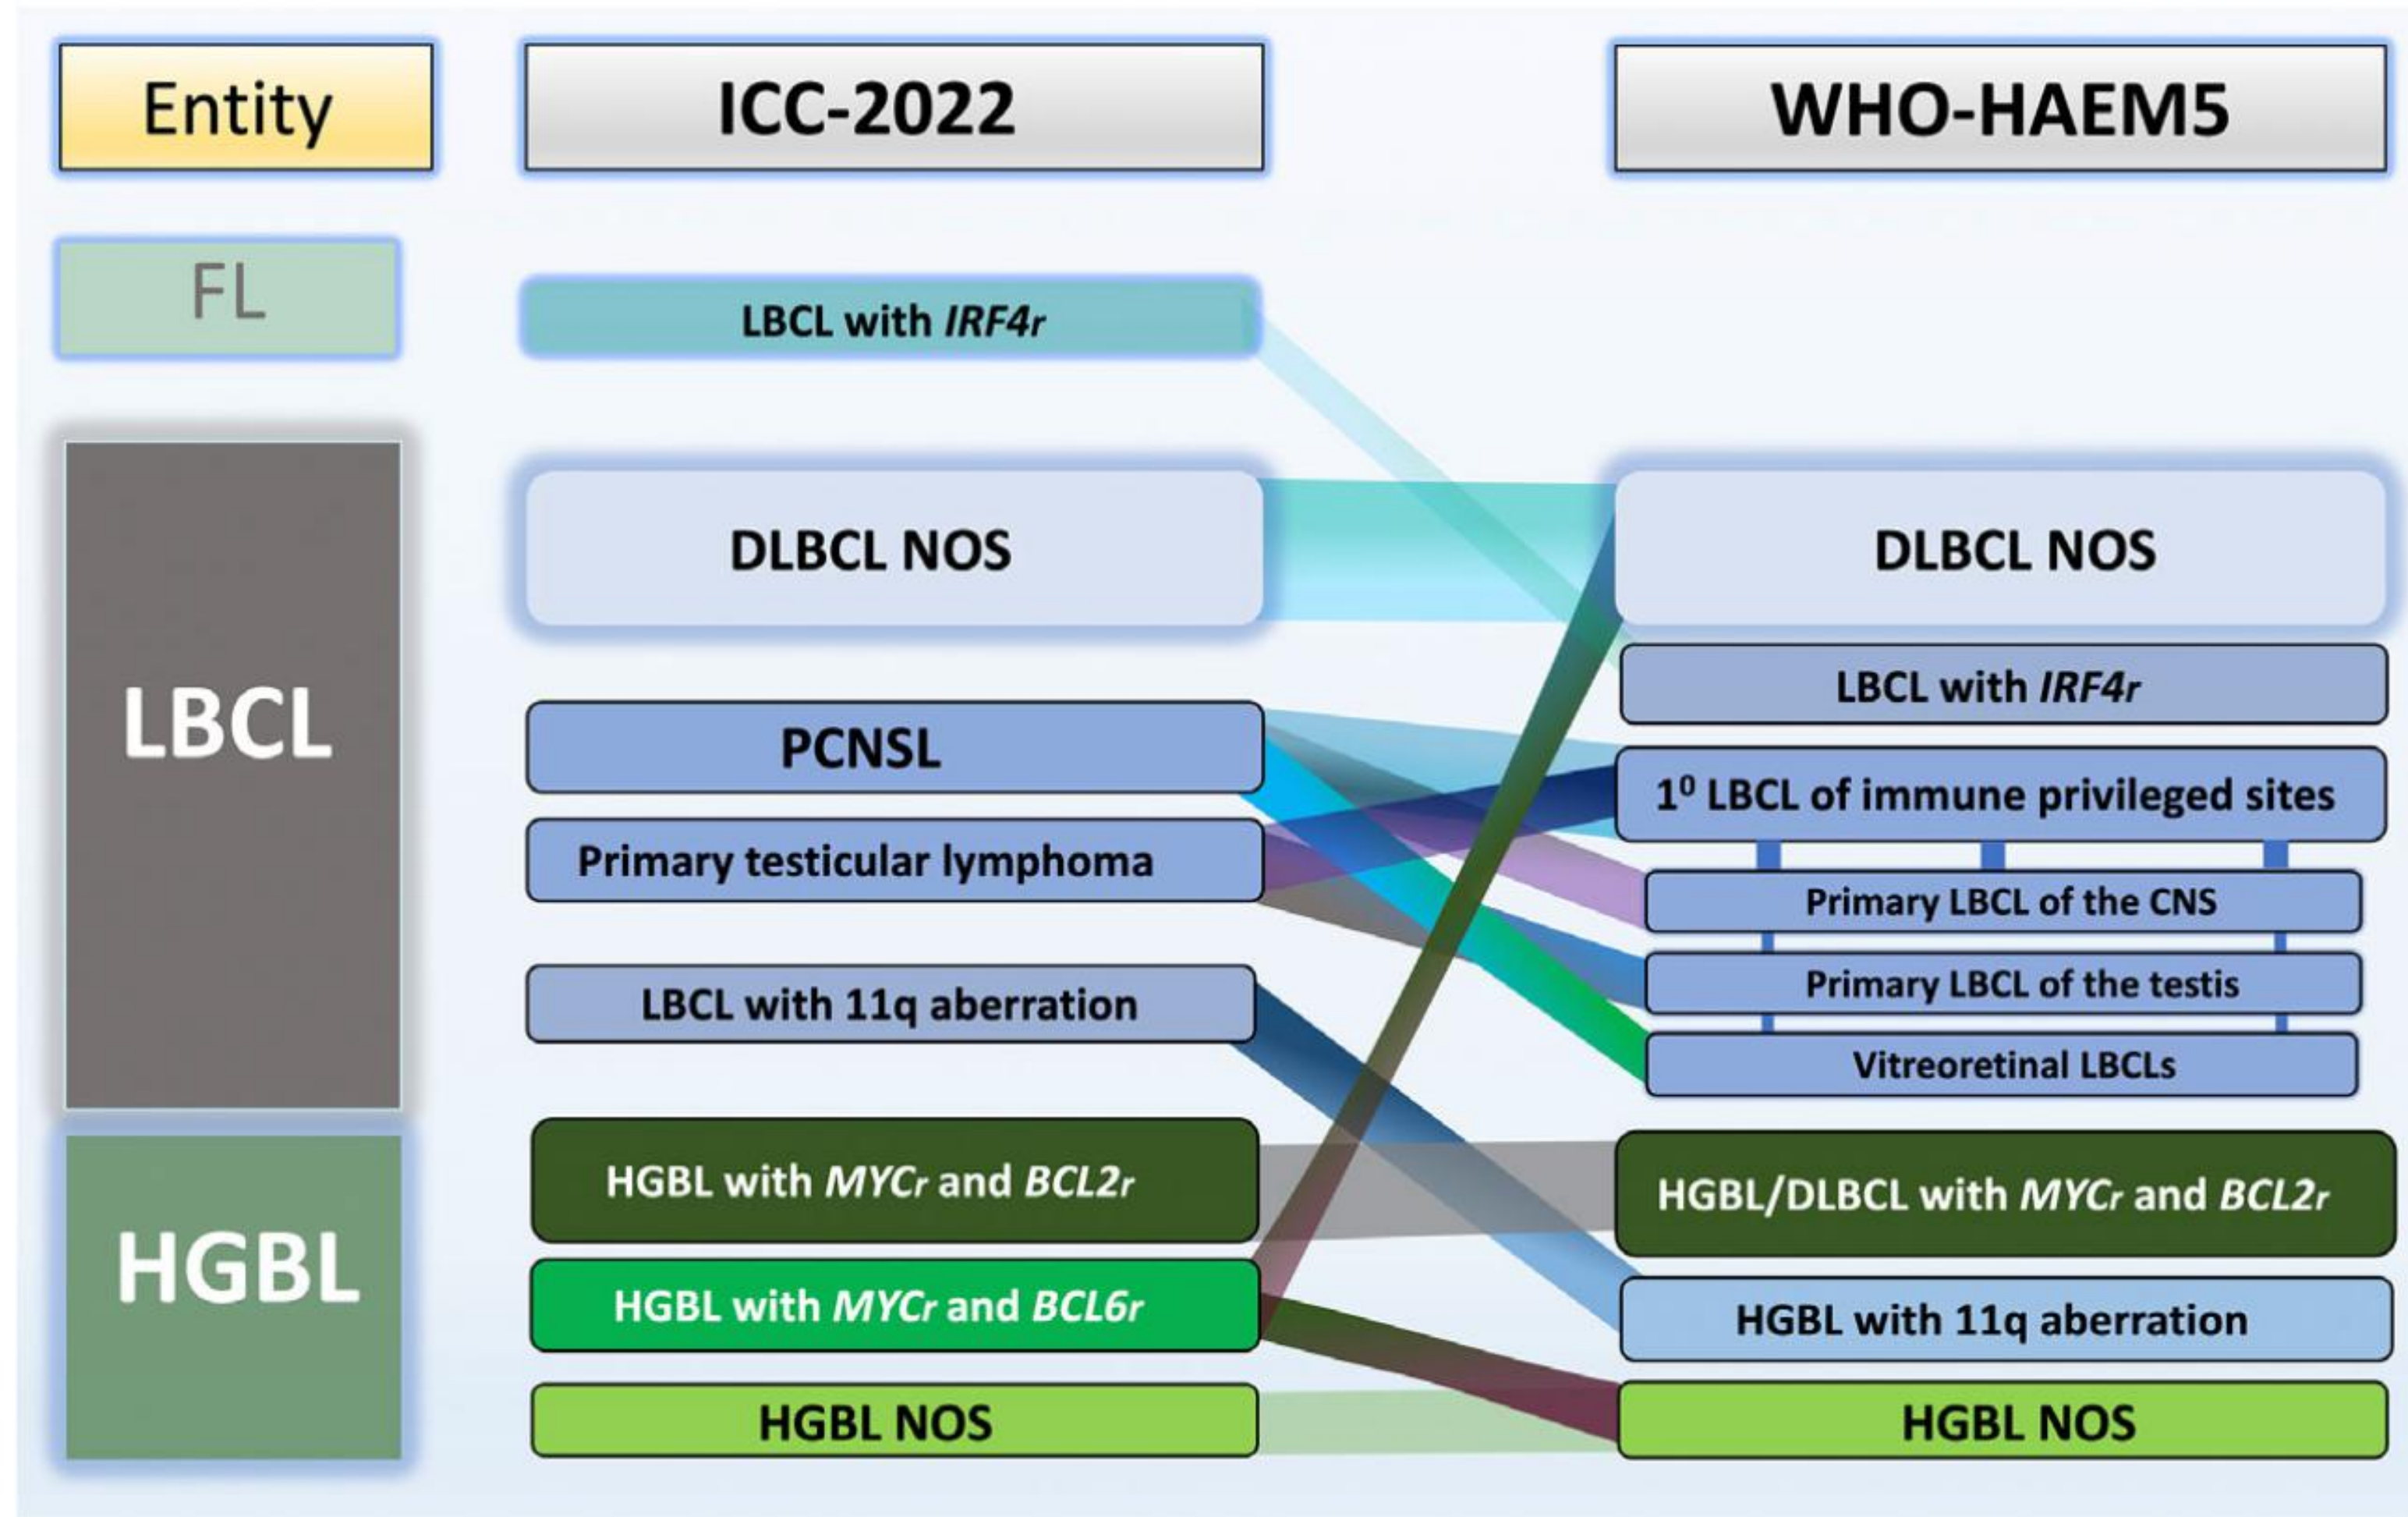 Entity
ICC-2022
WHO-HAEM5
FL
LBCL with IRF4r
LBCL
DLBCL NOS
DLBCL NOS
LBCL with IRF4r
PCNSL
1⁰ LBCL of immune privileged sites
Primary testicular lymphoma
Primary LBCL of the CNS
LBCL with 11q aberration
Primary LBCL of the testis
Vitreoretinal LBCLs
HGBL
HGBL with MYCr and BCL2r
HGBL/DLBCL with MYCr and BCL2r
HGBL with MYCr and BCL6r
HGBL with 11q aberration
HGBL NOS
HGBL NOS